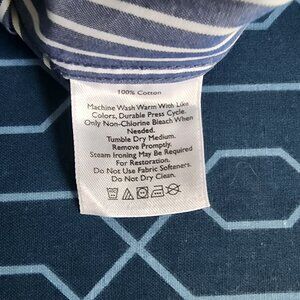 100% Cotton
Machine Wash Warm With Like
Colors, Durable Press Cycle.
Only Non-Chlorine Bleach When
Needed.
Tumble Dry Medium.
Remove Promptly.
Steam Ironing May Be Required
For Restoration.
Do Not Use Fabric Softeners.
Do Not Dry Clean.